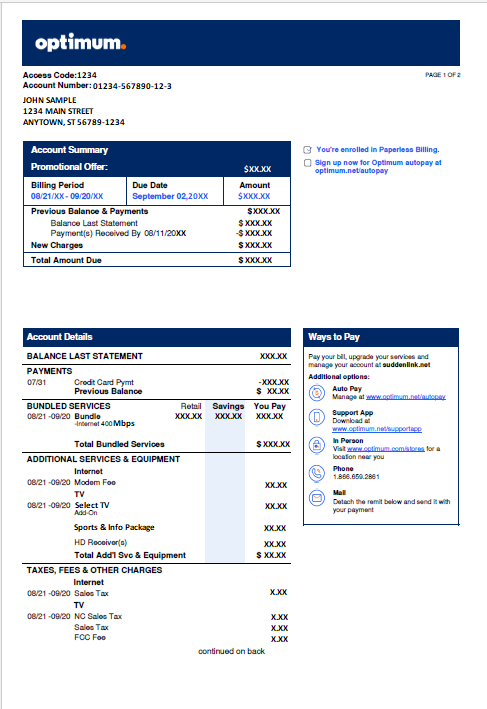 optimum.
Access Code:1234
Account Number: 01234-567890-12-3
PAGE 1 OF 2
JOHN SAMPLE
1234 MAIN STREET
ANYTOWN, ST 56789-1234
Account Summary
Promotional Offer: $XX.XX
Billing Period Due Date Amount
08/21/XX - 09/20/XX September 02,20XX $XXX.XX
Previous Balance & Payments $XXX.XX
Balance Last Statement $ XXX.XX
Payment(s) Received By 08/11/20XX -$ XXX.XX
New Charges $ XXX.XX
Total Amount Due $ XXX.XX
You're enrolled in Paperless Billing.
Sign up now for Optimum autopay at
optimum.net/autopay
Account Details
BALANCE LAST STATEMENT XXX.XX
PAYMENTS
07/31 Credit Card Pymt -XXX.XX
Previous Balance $ XX.XX
BUNDLED SERVICES Retail Savings You Pay
08/21 -09/20 Bundle XXX.XX XXX.XX XXX.XX
-Internet 400 Mbps
Total Bundled Services $ XXX.XX
ADDITIONAL SERVICES & EQUIPMENT
Internet
08/21 -09/20 Modem Fee XX.XX
TV
08/21 -09/20 Select TV XX.XX
Add-On
Sports & Info Package XX.XX
HD Receiver(s) XX.XX
Total Add'l Svc & Equipment $ XX.XX
TAXES, FEES & OTHER CHARGES
Internet
08/21 -09/20 Sales Tax X.XX
TV
08/21 -09/20 NC Sales Tax X.XX
Sales Tax X.XX
FCC Fee X.XX
continued on back
Ways to Pay
Pay your bill, upgrade your services and
manage your account at suddenlink.net
Additional options:
Auto Pay
Manage at www.optimum.net/autopay
Support App
Download at
www.optimum.net/supportapp
In Person
Visit www.optimum.com/stores for a
location near you
Phone
1.866.659.2861
Mail
Detach the remit below and send it with
your payment